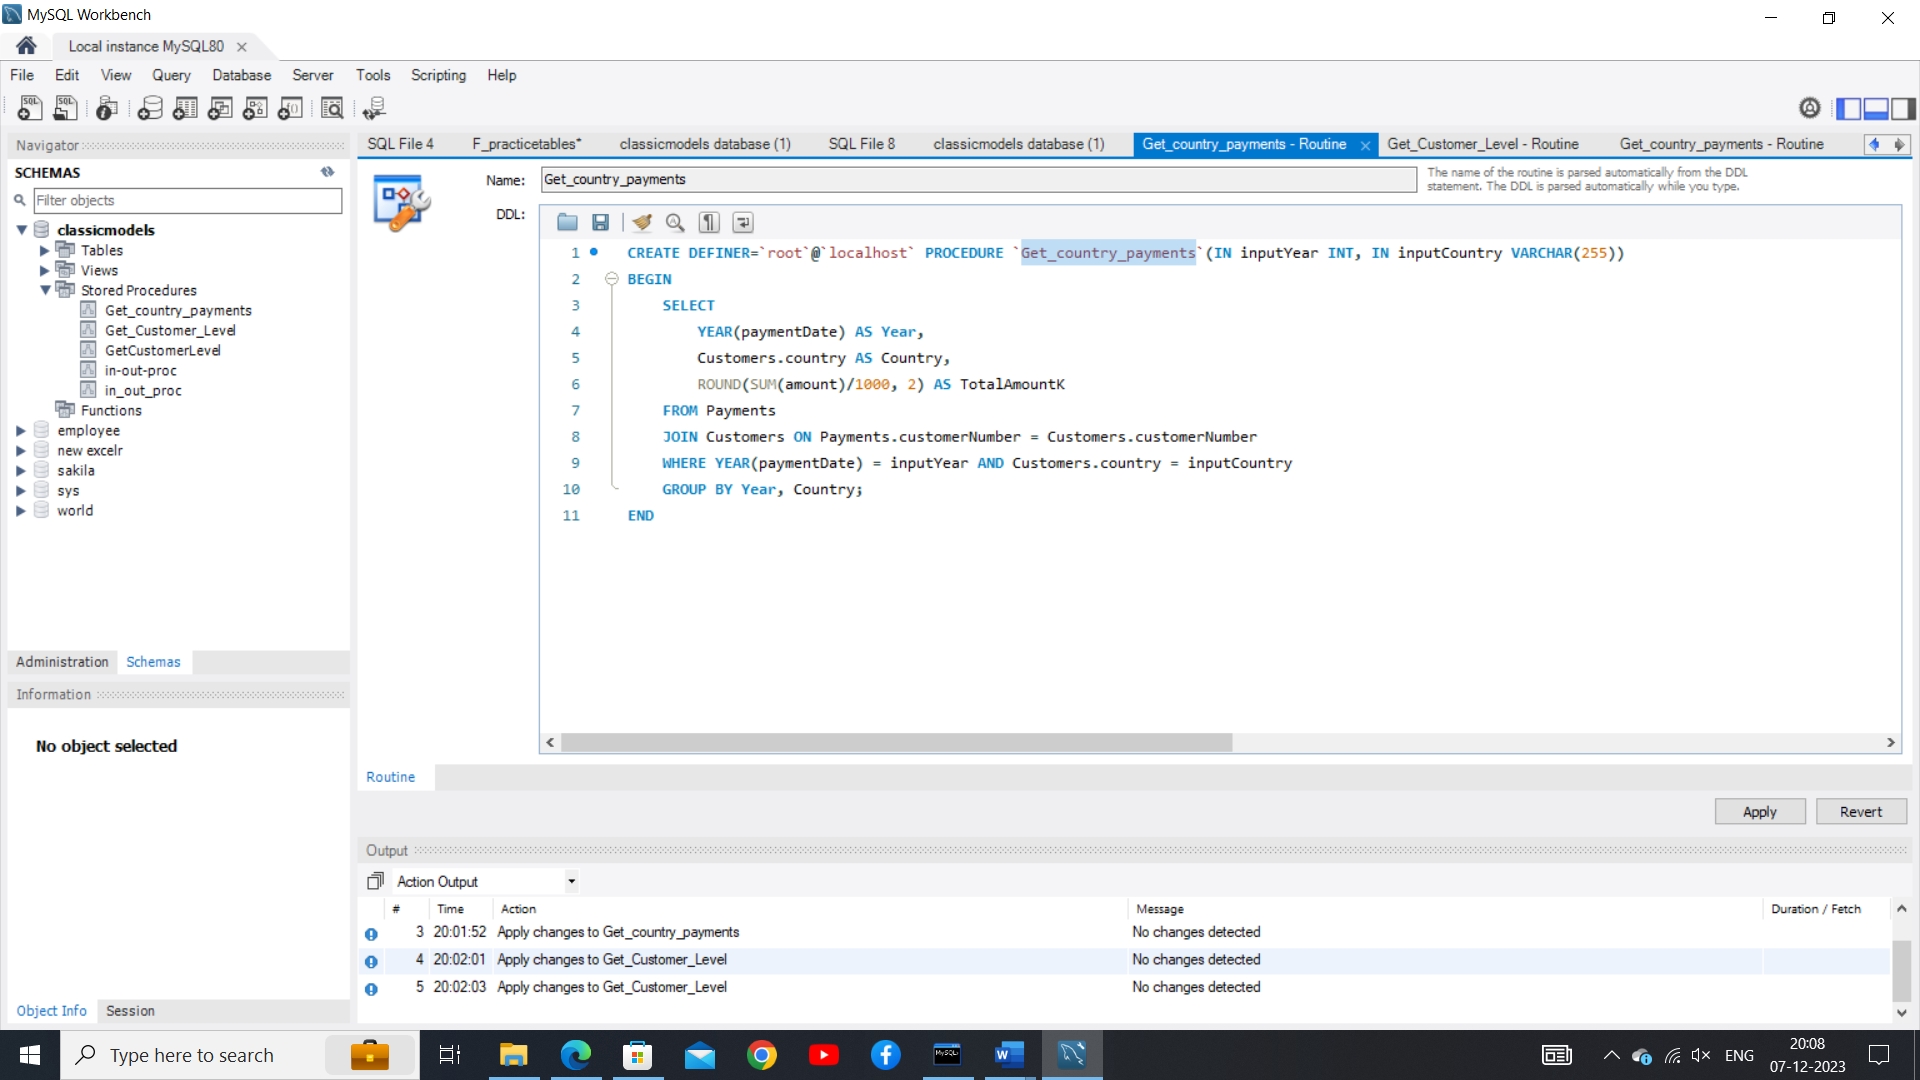 MySQL Workbench
Local instance MySQL80
File Edit View Query Database Server Tools Scripting Help
Navigator
SCHEMAS
Filter objects
classicmodels
Tables
Views
Stored Procedures
Get_country_payments
Get_Customer_Level
GetCustomerLevel
in-out-proc
in_out_proc
Functions
employee
new excelr
sakila
sys
world
Administration Schemas
Information
No object selected
Object Info Session
SQL File 4 F_practicetables* classicmodels database (1) SQL File 8 classicmodels database (1) Get_country_payments - Routine Get_Customer_Level - Routine Get_country_payments - Routine
Name: Get_country_payments
The name of the routine is parsed automatically from the DDL
statement. The DDL is parsed automatically while you type.
DDL:
1 CREATE DEFINER=`root`@`localhost` PROCEDURE `Get_country_payments`(IN inputYear INT, IN inputCountry VARCHAR(255))
2 BEGIN
3 SELECT
4 YEAR(paymentDate) AS Year,
5 Customers.country AS Country,
6 ROUND(SUM(amount)/1000, 2) AS TotalAmountK
7 FROM Payments
8 JOIN Customers ON Payments.customerNumber = Customers.customerNumber
9 WHERE YEAR(paymentDate) = inputYear AND Customers.country = inputCountry
10 GROUP BY Year, Country;
11 END
Routine
Apply Revert
Output
Action Output
# Time Action Message Duration / Fetch
3 20:01:52 Apply changes to Get_country_payments No changes detected
4 20:02:01 Apply changes to Get_Customer_Level No changes detected
5 20:02:03 Apply changes to Get_Customer_Level No changes detected
Type here to search
ENG
20:08
07-12-2023